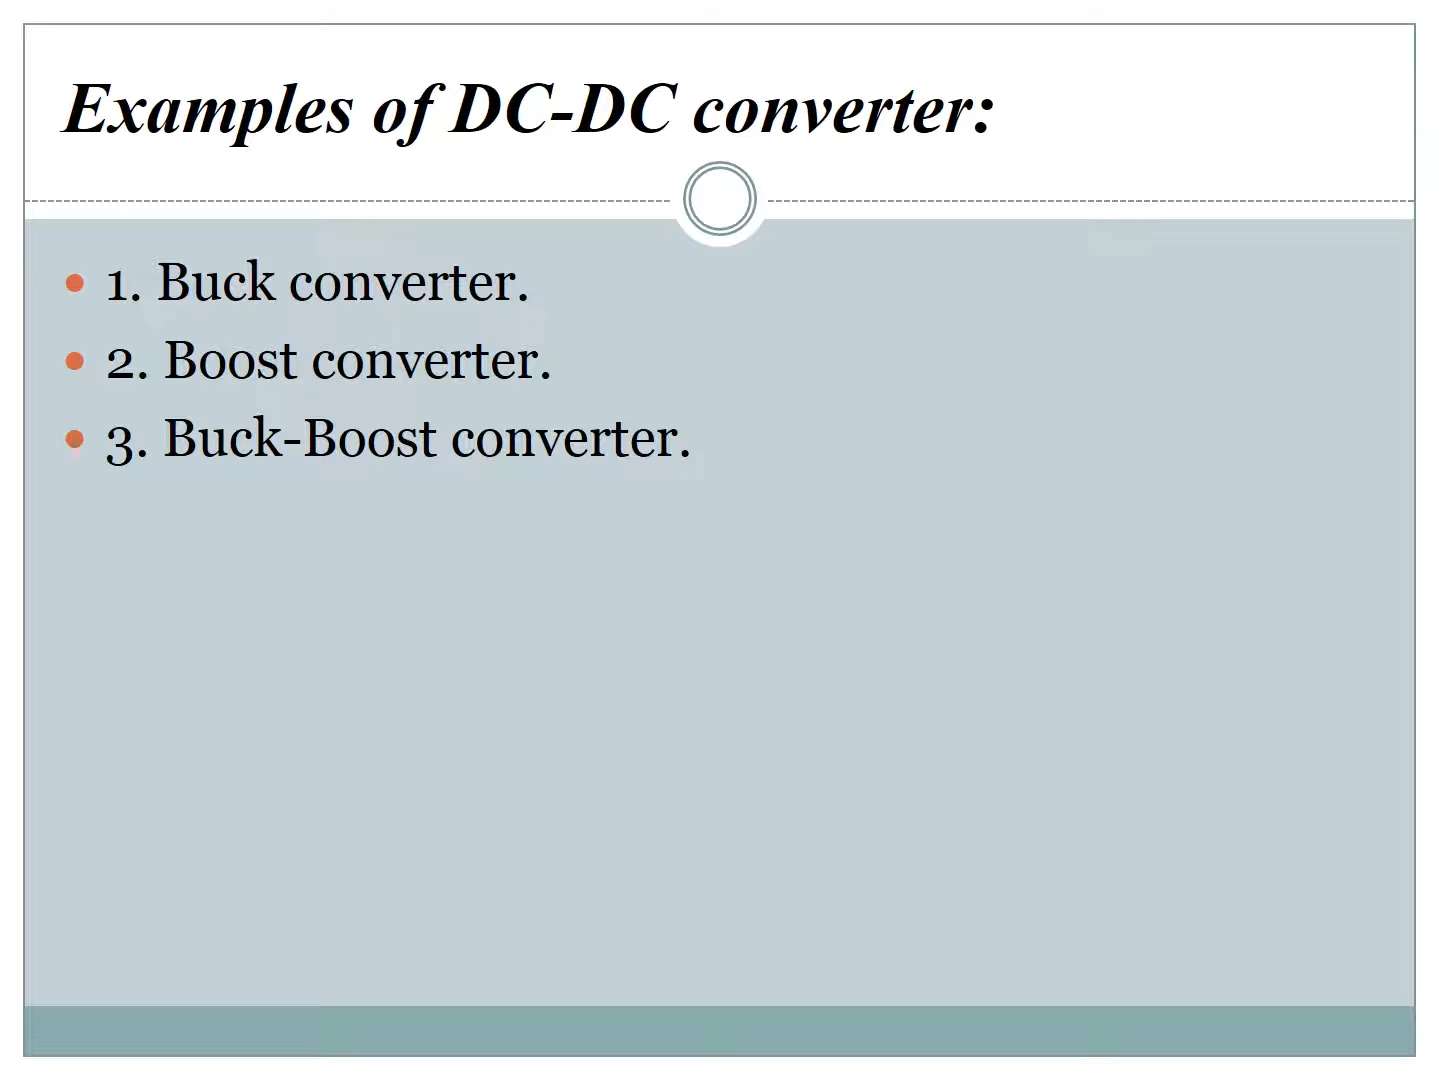 Examples of DC-DC converter:
• 1. Buck converter.
• 2. Boost converter.
• 3. Buck-Boost converter.